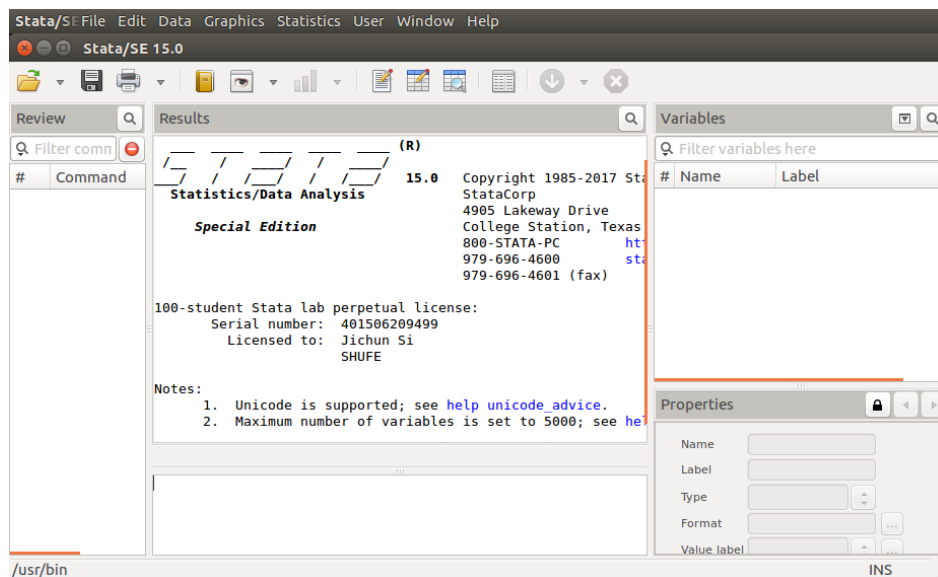 Stata/SE File Edit Data Graphics Statistics User Window Help
Stata/SE 15.0
Review
Results
Variables
Filter comn
Filter variables here
# Command
# Name Label
(R)
15.0 Copyright 1985-2017 Sta
Statistics/Data Analysis StataCorp
4905 Lakeway Drive
Special Edition College Station, Texas
800-STATA-PC htt
979-696-4600 sta
979-696-4601 (fax)
100-student Stata lab perpetual license:
Serial number: 401506209499
Licensed to: Jichun Si
SHUFE
Notes:
1. Unicode is supported; see help unicode_advice.
2. Maximum number of variables is set to 5000; see hel
Properties
Name
Label
Type
Format
Value label
/usr/bin
INS